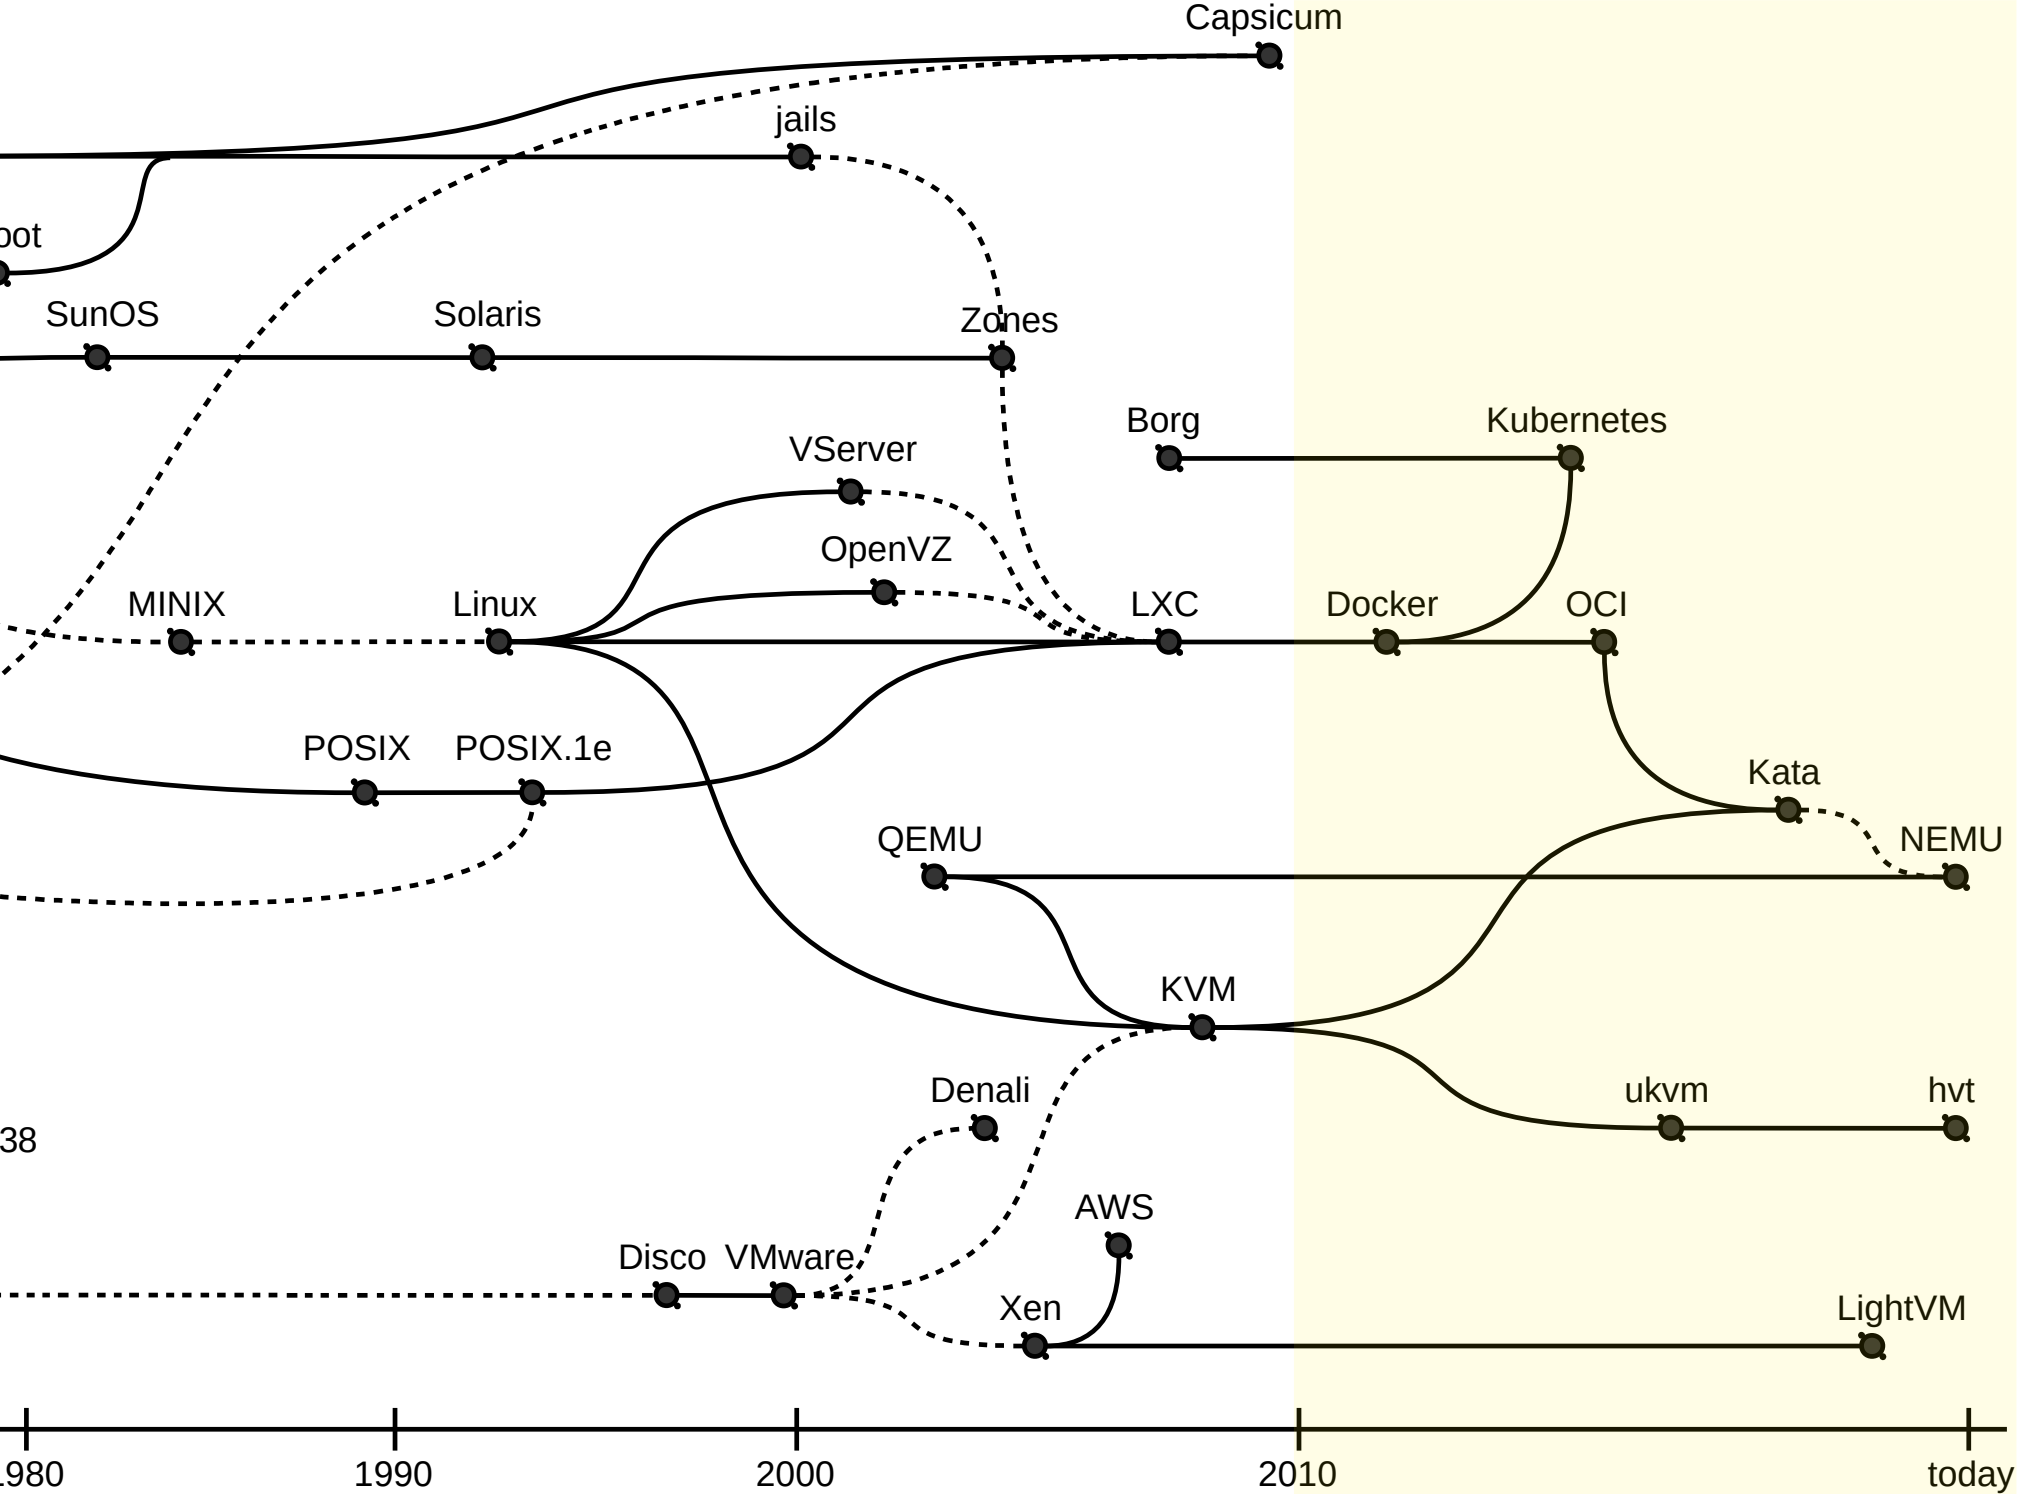 Capsicum
jails
oot
SunOS
Solaris
Zones
Borg
Kubernetes
VServer
OpenVZ
MINIX
Linux
LXC
Docker
OCI
POSIX
POSIX.1e
Kata
QEMU
NEMU
KVM
Denali
ukvm
hvt
38
AWS
Disco
VMware
Xen
LightVM
1980
1990
2000
2010
today